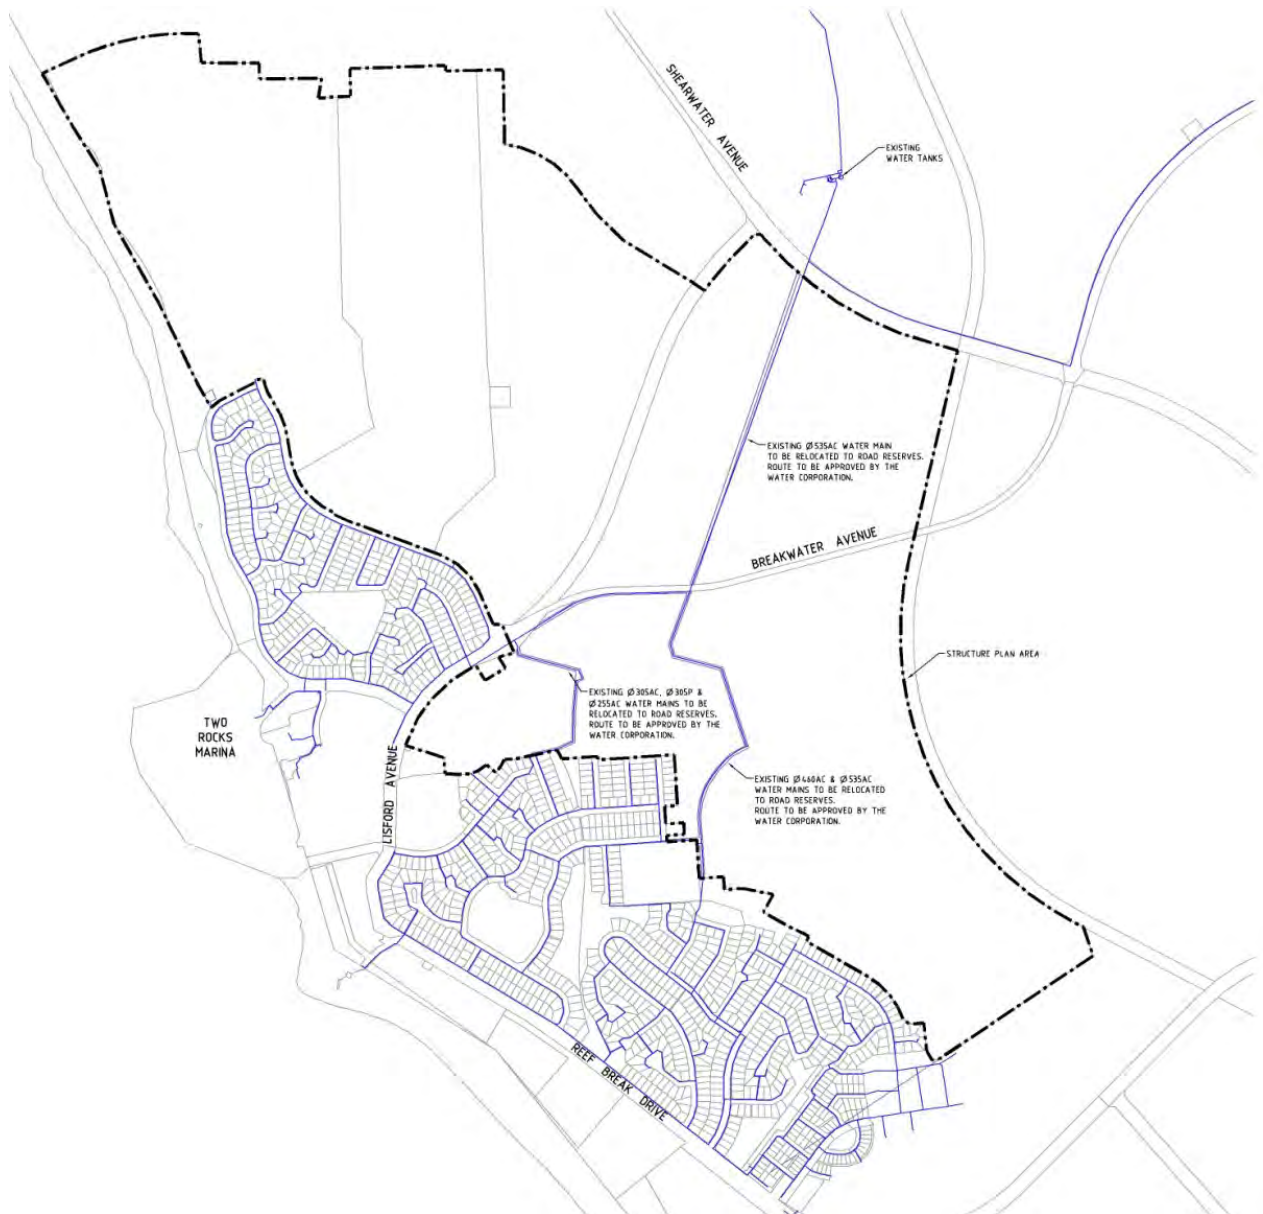 SHEARWATER AVENUE
EXISTING
WATER TANKS
EXISTING Ø535AC WATER MAIN
TO BE RELOCATED TO ROAD RESERVES.
ROUTE TO BE APPROVED BY THE
WATER CORPORATION.
BREAKWATER AVENUE
STRUCTURE PLAN AREA
EXISTING Ø305AC, Ø305P &
Ø255AC WATER MAINS TO BE
RELOCATED TO ROAD RESERVES.
ROUTE TO BE APPROVED BY THE
WATER CORPORATION.
TWO
ROCKS
MARINA
LISFORD AVENUE
EXISTING Ø460AC & Ø535AC
WATER MAINS TO BE RELOCATED
TO ROAD RESERVES.
ROUTE TO BE APPROVED BY THE
WATER CORPORATION.
REEF BREAK DRIVE